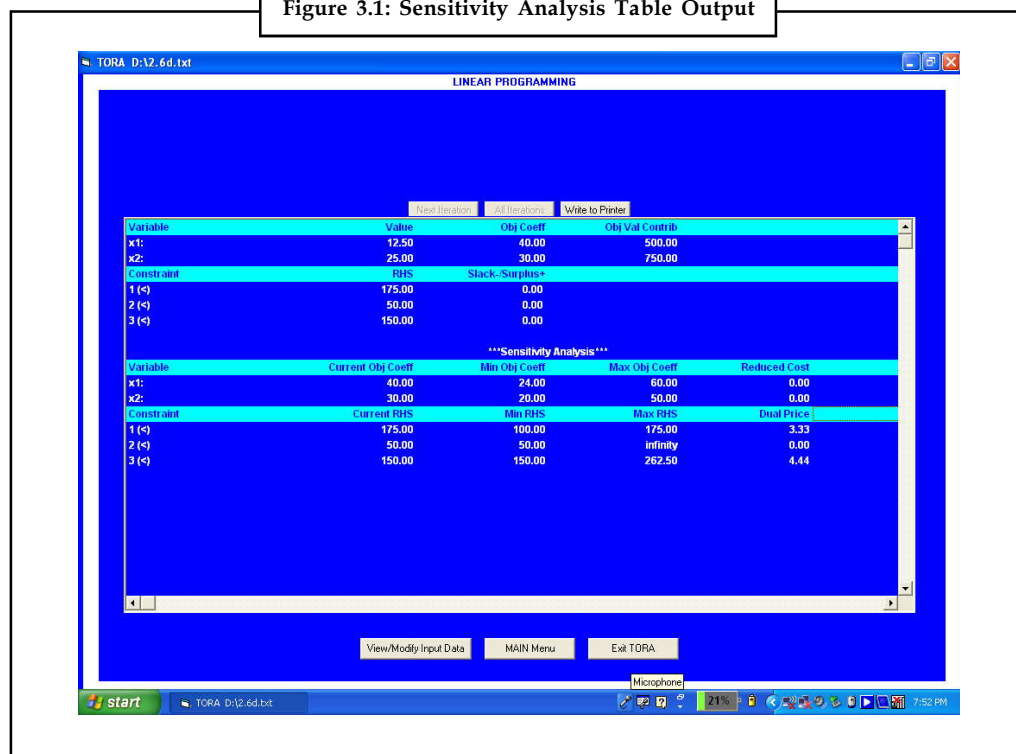 Figure 3.1: Sensitivity Analysis Table Output
TORA D:\2.6d.txt
LINEAR PROGRAMMING
Next Iteration All Iterations Write to Printer
Variable Value Obj Coeff Obj Val Contrib
x1: 12.50 40.00 500.00
x2: 25.00 30.00 750.00
Constraint RHS Slack-/Surplus+
1 (<) 175.00 0.00
2 (<) 50.00 0.00
3 (<) 150.00 0.00
***Sensitivity Analysis***
Variable Current Obj Coeff Min Obj Coeff Max Obj Coeff Reduced Cost
x1: 40.00 24.00 60.00 0.00
x2: 30.00 20.00 50.00 0.00
Constraint Current RHS Min RHS Max RHS Dual Price
1 (<) 175.00 100.00 175.00 3.33
2 (<) 50.00 50.00 infinity 0.00
3 (<) 150.00 150.00 262.50 4.44
View/Modify Input Data MAIN Menu Exit TORA
Microphone
start TORA D:\2.6d.txt 21% 7:52 PM